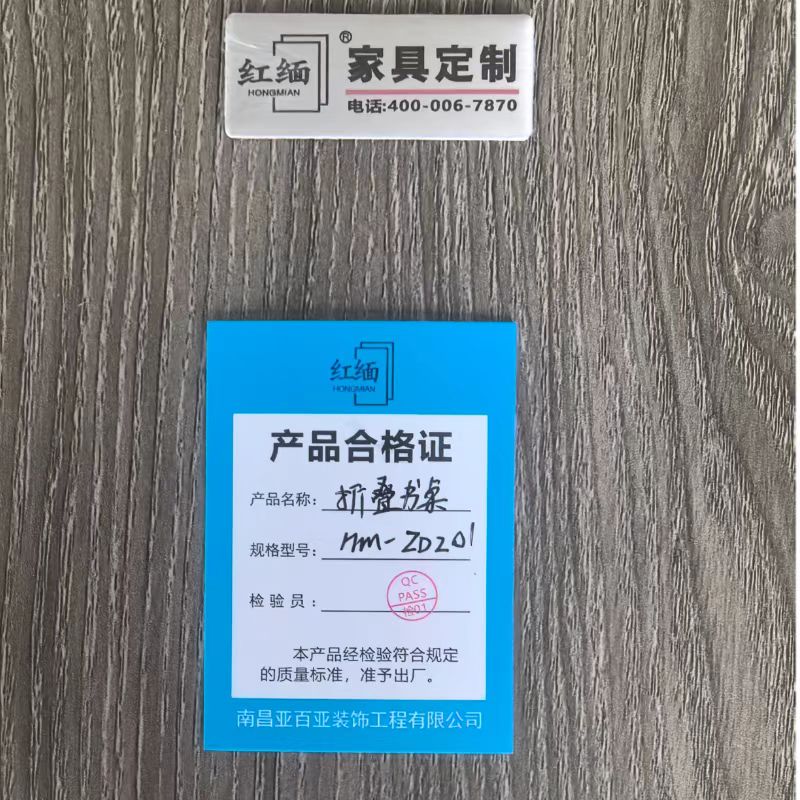 红缅
HONGMIAN
®
家具定制
电话:400-006-7870
红缅
HONGMIAN
产品合格证
产品名称: 折叠书桌
规格型号: HM-ZD201
检验员:
QC
PASS
检01
本产品经检验符合规定
的质量标准，准予出厂。
南昌亚百亚装饰工程有限公司